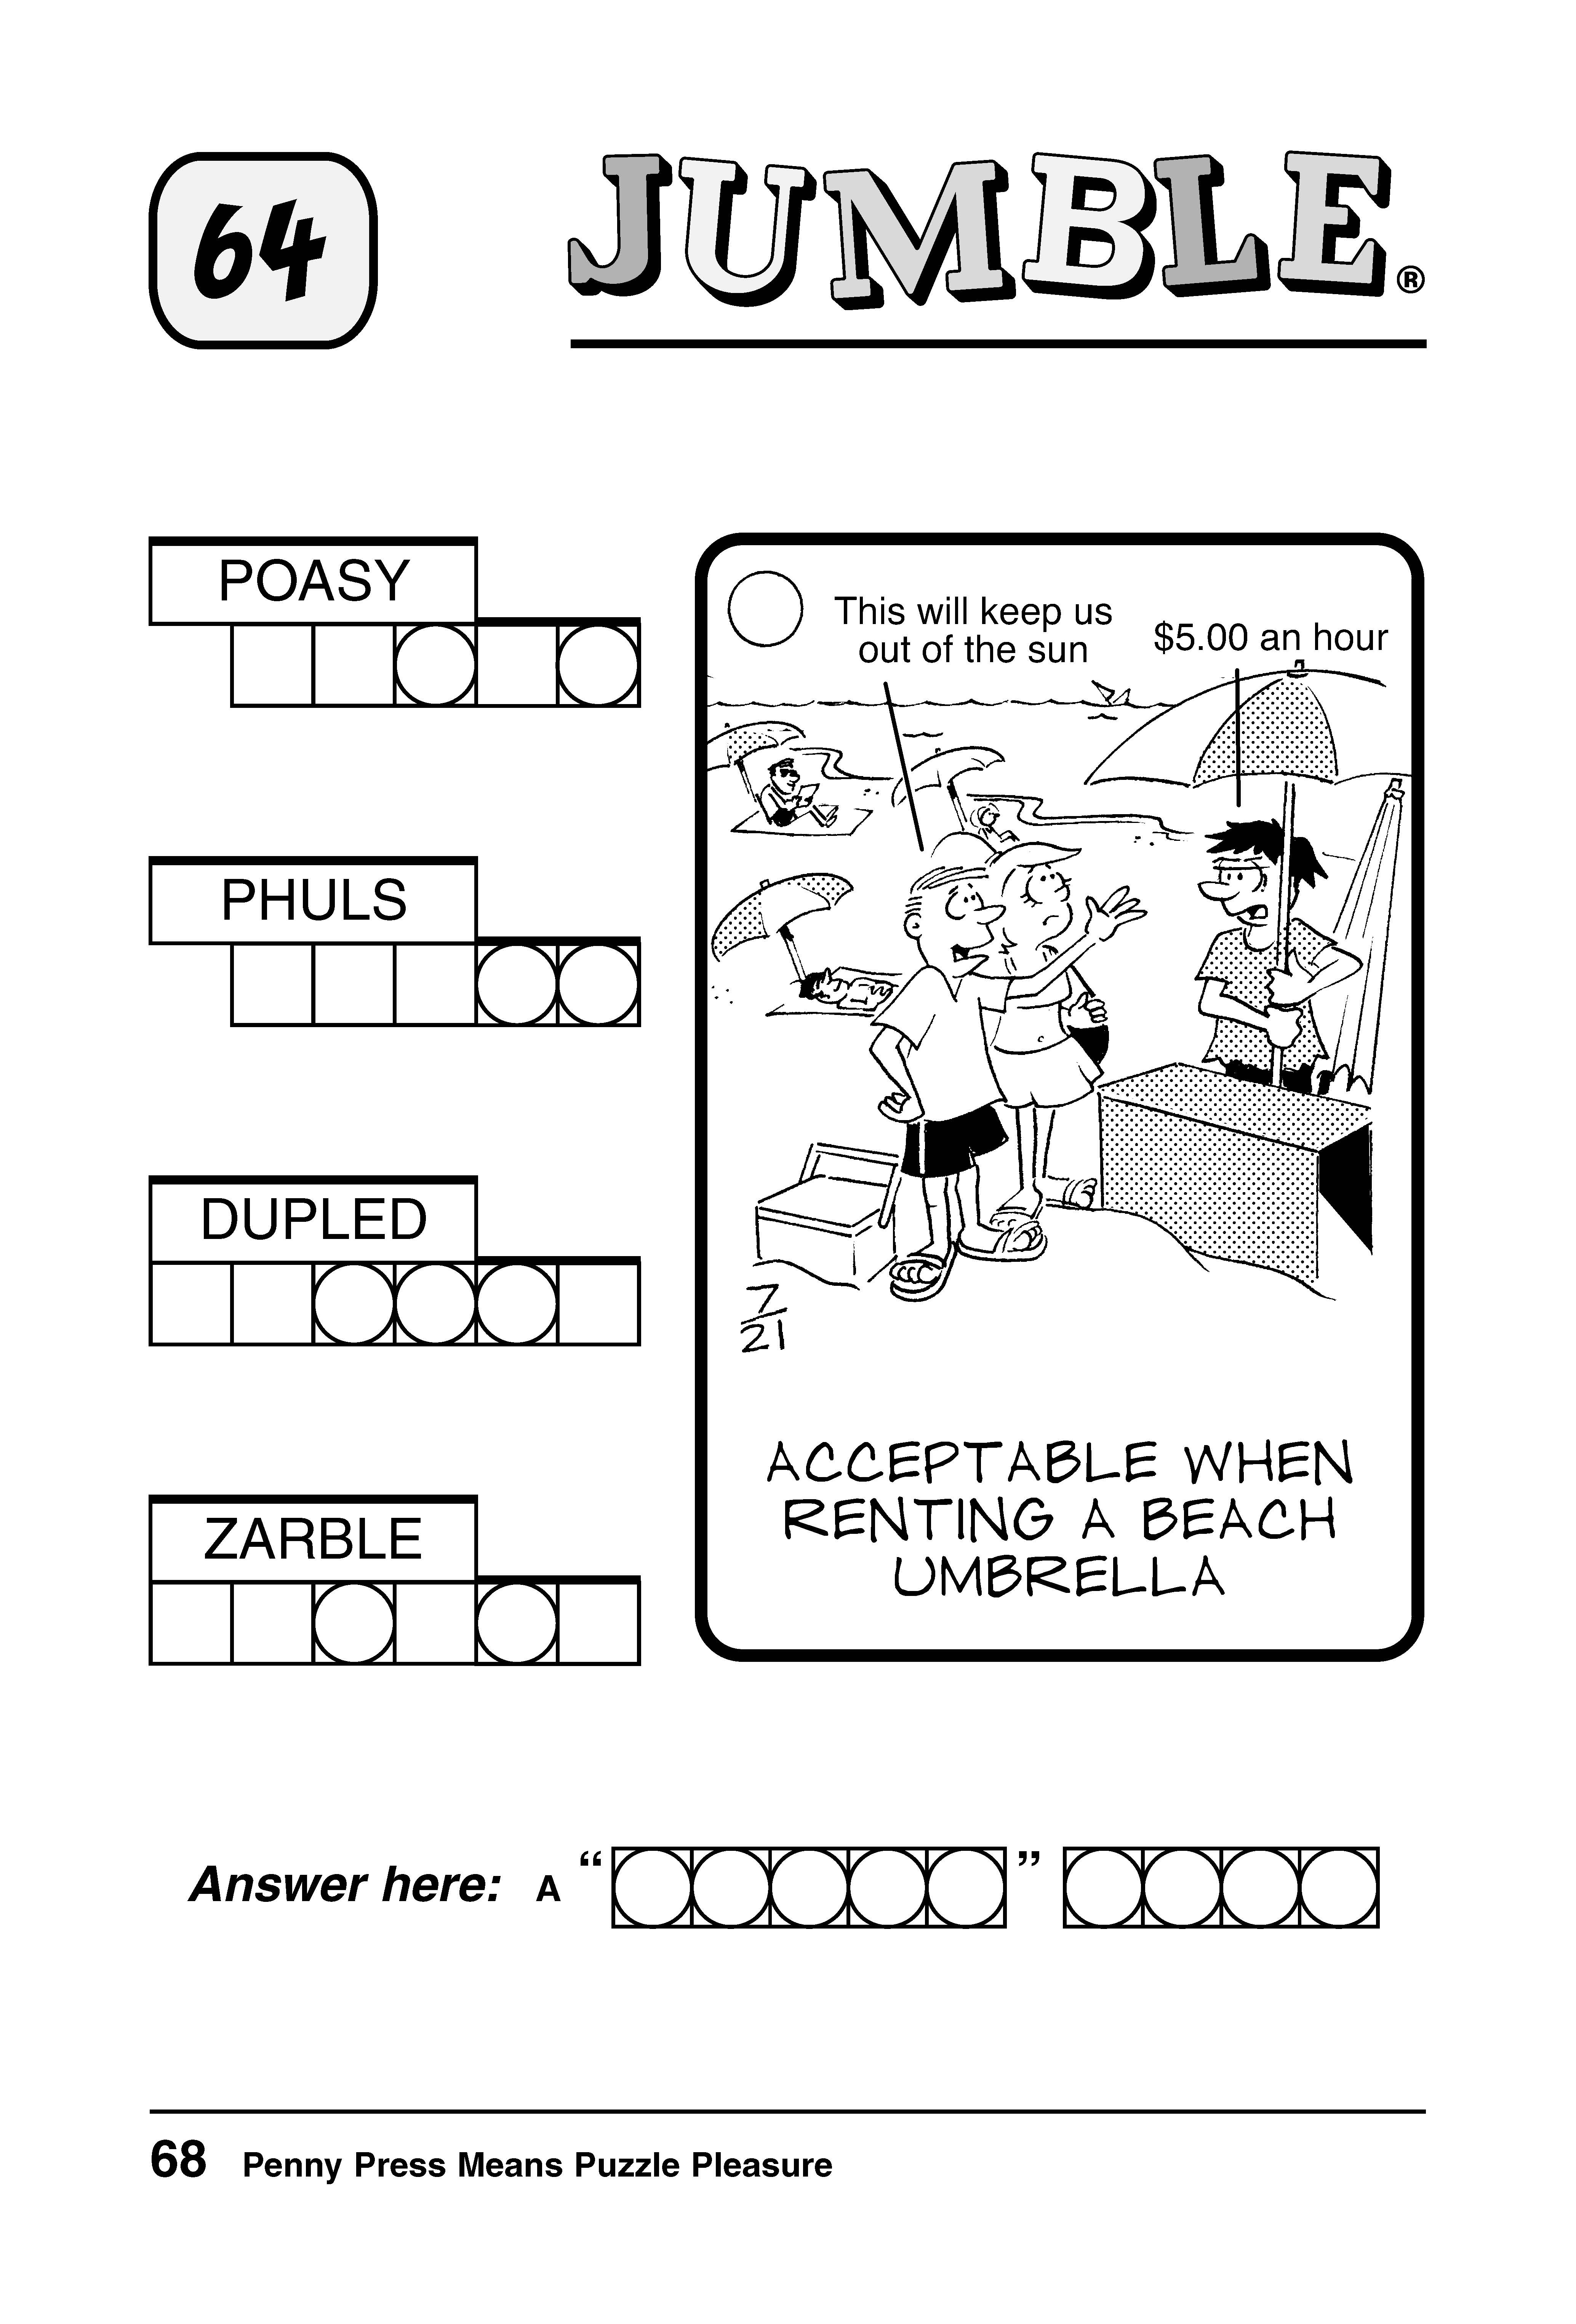 64
JUMBLE®
POASY
PHULS
DUPLED
ZARBLE
This will keep us
out of the sun
$5.00 an hour
7
21
ACCEPTABLE WHEN
RENTING A BEACH
UMBRELLA
Answer here: A “ ”
68 Penny Press Means Puzzle Pleasure